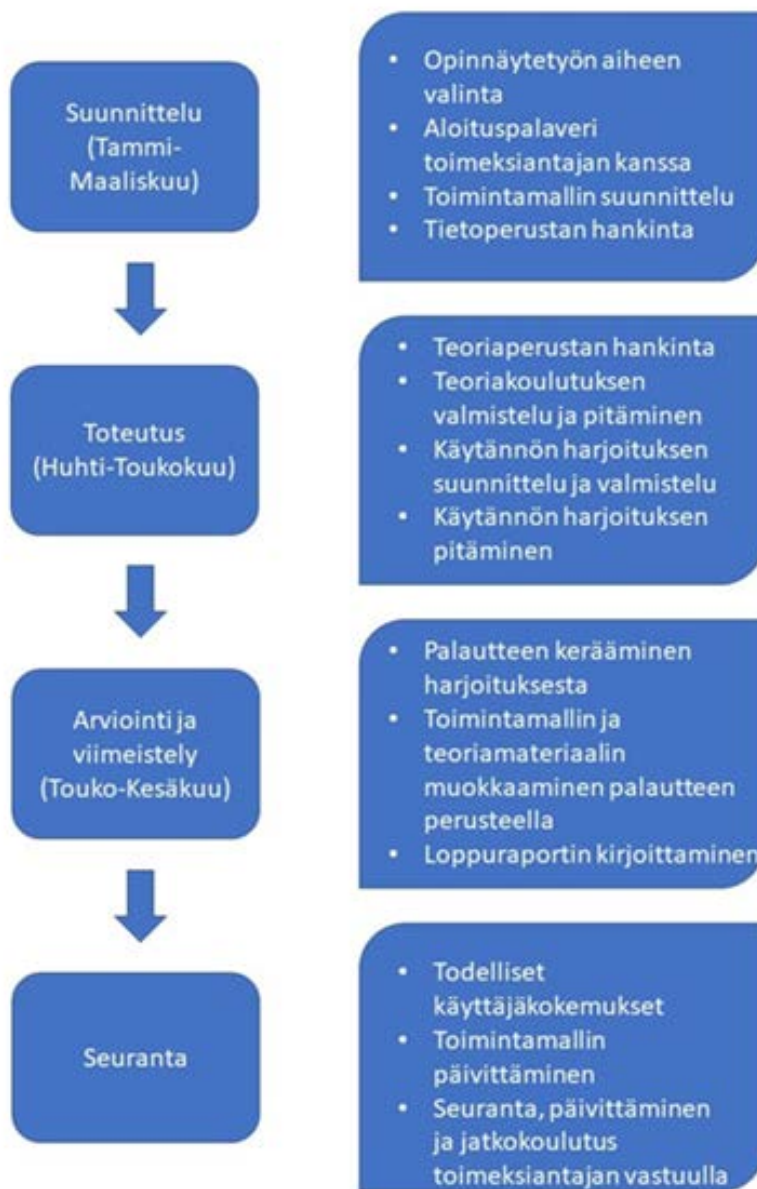 Suunnittelu
(Tammi-
Maaliskuu)
• Opinnäytetyön aiheen
valinta
• Aloituspalaveri
toimeksiantajan kanssa
• Toimintamallin suunnittelu
• Tietoperustan hankinta
Toteutus
(Huhti-Toukokuu)
• Teoriaperustan hankinta
• Teoriakoulutuksen
valmistelu ja pitäminen
• Käytännön harjoituksen
suunnittelu ja valmistelu
• Käytännön harjoituksen
pitäminen
Arviointi ja
viimeistely
(Touko-Kesäkuu)
• Palautteen kerääminen
harjoituksesta
• Toimintamallin ja
teoriamateriaalin
muokkaaminen palautteen
perusteella
• Loppuraportin kirjoittaminen
Seuranta
• Todelliset
käyttäjäkokemukset
• Toimintamallin
päivittäminen
• Seuranta, päivittäminen
ja jatkokoulutus
toimeksiantajan vastuulla